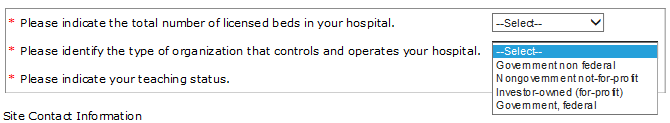 * Please indicate the total number of licensed beds in your hospital. --Select--
* Please identify the type of organization that controls and operates your hospital. --Select--
Government non federal
Nongovernment not-for-profit
* Please indicate your teaching status. Investor-owned (for-profit)
Government, federal
Site Contact Information